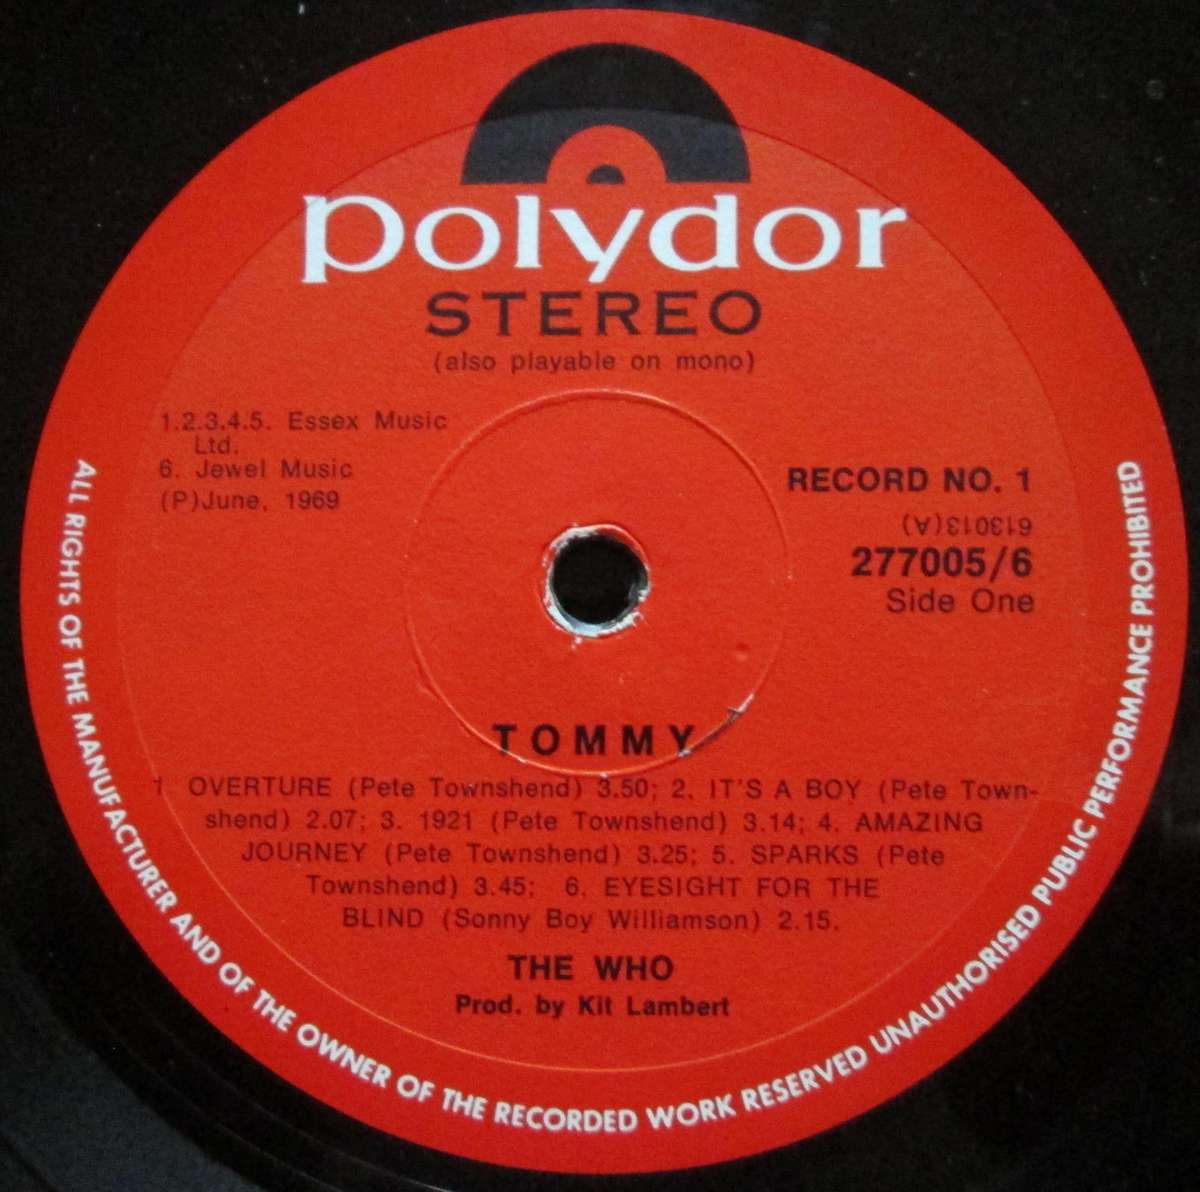 polydor
STEREO
(also playable on mono)
1.2.3.4.5. Essex Music
Ltd.
6. Jewel Music
(P)June, 1969
RECORD NO. 1
613013(A)
277005/6
Side One
TOMMY
1. OVERTURE (Pete Townshend) 3.50; 2. IT'S A BOY (Pete Town-
shend) 2.07; 3. 1921 (Pete Townshend) 3.14; 4. AMAZING
JOURNEY (Pete Townshend) 3.25; 5. SPARKS (Pete
Townshend) 3.45; 6. EYESIGHT FOR THE
BLIND (Sonny Boy Williamson) 2.15.
THE WHO
Prod. by Kit Lambert
ALL RIGHTS OF THE MANUFACTURER AND OF THE OWNER OF THE RECORDED WORK RESERVED UNAUTHORISED PUBLIC PERFORMANCE PROHIBITED